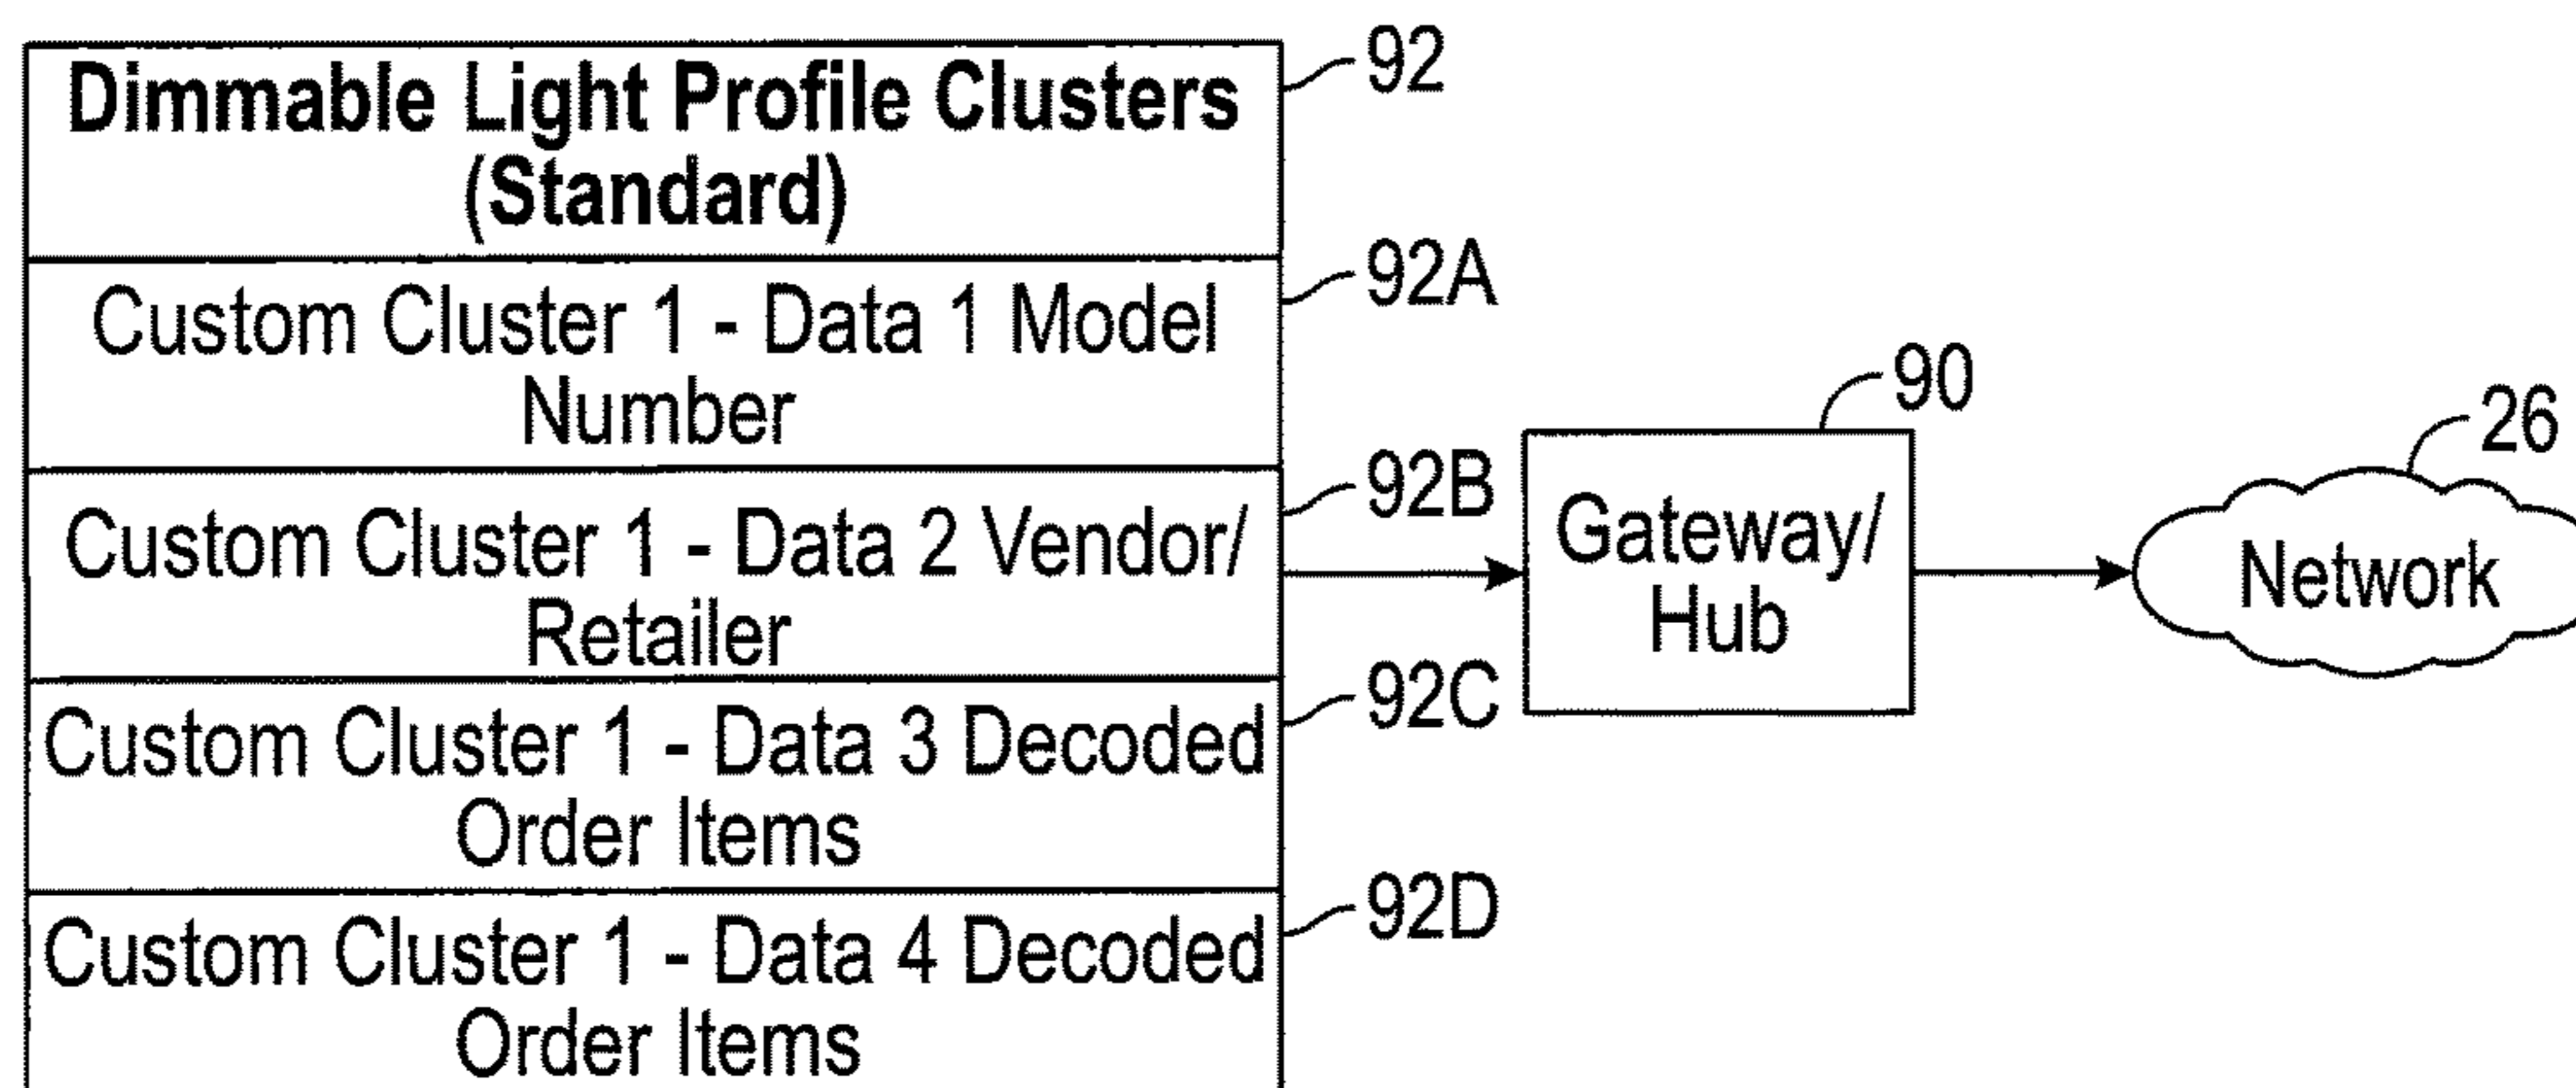 Dimmable Light Profile Clusters
(Standard)
92
Custom Cluster 1 - Data 1 Model
Number
92A
Custom Cluster 1 - Data 2 Vendor/
Retailer
92B
Custom Cluster 1 - Data 3 Decoded
Order Items
92C
Custom Cluster 1 - Data 4 Decoded
Order Items
92D
90
Gateway/
Hub
26
Network